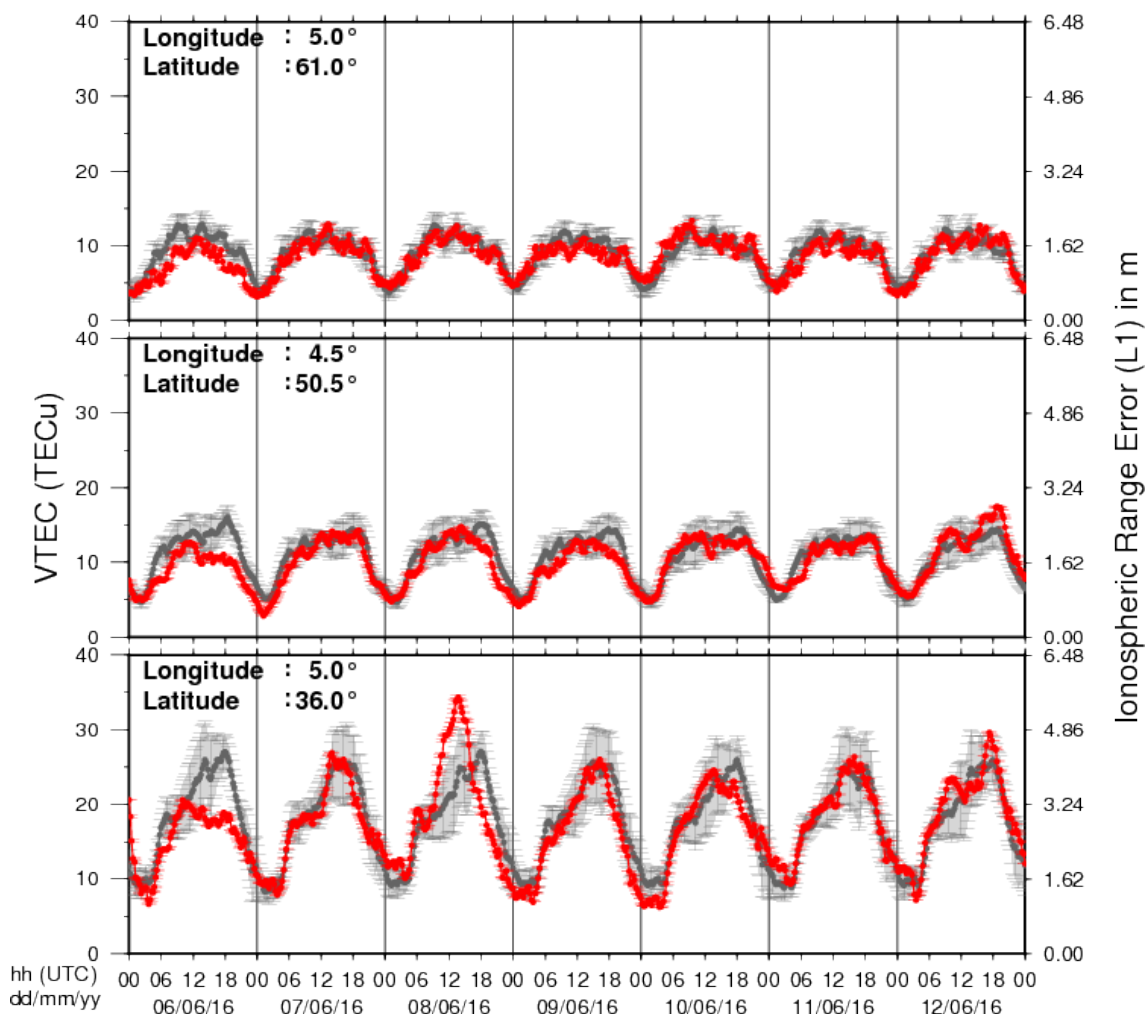 40
30
20
10
0
Longitude : 5.0°
Latitude : 61.0°
6.48
4.86
3.24
1.62
0.00
40
30
20
10
0
Longitude : 4.5°
Latitude : 50.5°
6.48
4.86
3.24
1.62
0.00
40
30
20
10
0
Longitude : 5.0°
Latitude : 36.0°
6.48
4.86
3.24
1.62
0.00
VTEC (TECu)
Ionospheric Range Error (L1) in m
hh (UTC)
00 06 12 18 00 06 12 18 00 06 12 18 00 06 12 18 00 06 12 18 00 06 12 18 00 06 12 18 00
dd/mm/yy
06/06/16 07/06/16 08/06/16 09/06/16 10/06/16 11/06/16 12/06/16